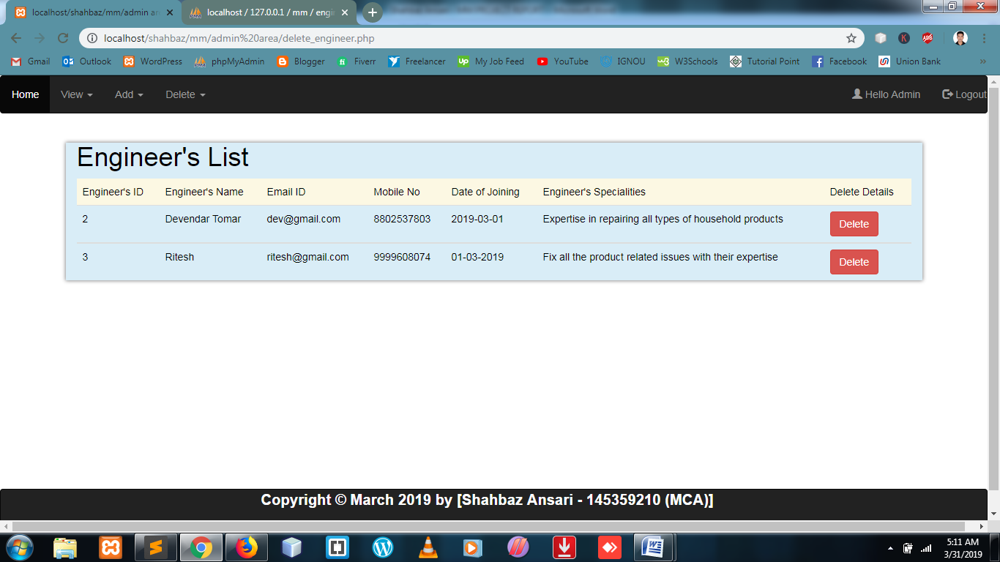 localhost/shahbaz/mm/admin ar
localhost / 127.0.0.1 / mm / engin
localhost/shahbaz/mm/admin%20area/delete_engineer.php
Gmail Outlook WordPress phpMyAdmin Blogger fi Fiverr Freelancer Up My Job Feed YouTube IGNOU W3Schools Tutorial Point Facebook Union Bank »
Home View Add Delete Hello Admin Logout
Engineer's List
Engineer's ID Engineer's Name Email ID Mobile No Date of Joining Engineer's Specialities Delete Details
2 Devendar Tomar dev@gmail.com 8802537803 2019-03-01 Expertise in repairing all types of household products Delete
3 Ritesh ritesh@gmail.com 9999608074 01-03-2019 Fix all the product related issues with their expertise Delete
Copyright © March 2019 by [Shahbaz Ansari - 145359210 (MCA)]
5:11 AM
3/31/2019